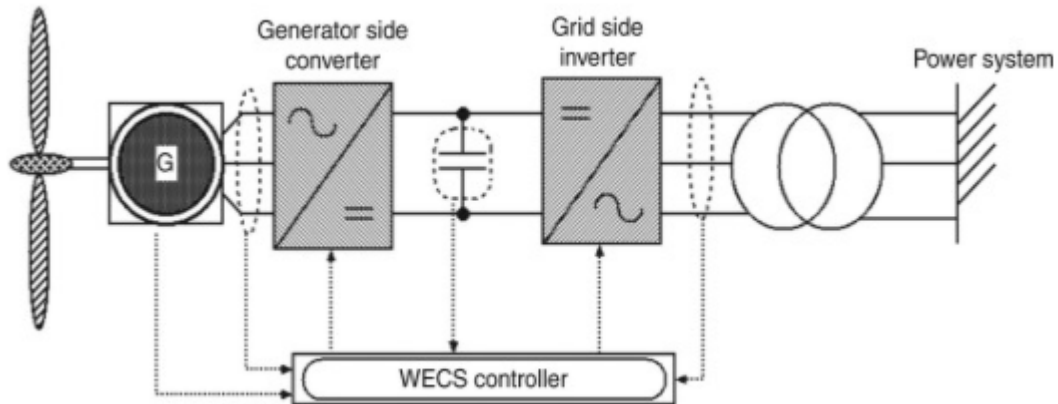 Generator side
converter
Grid side
inverter
Power system
G
WECS controller